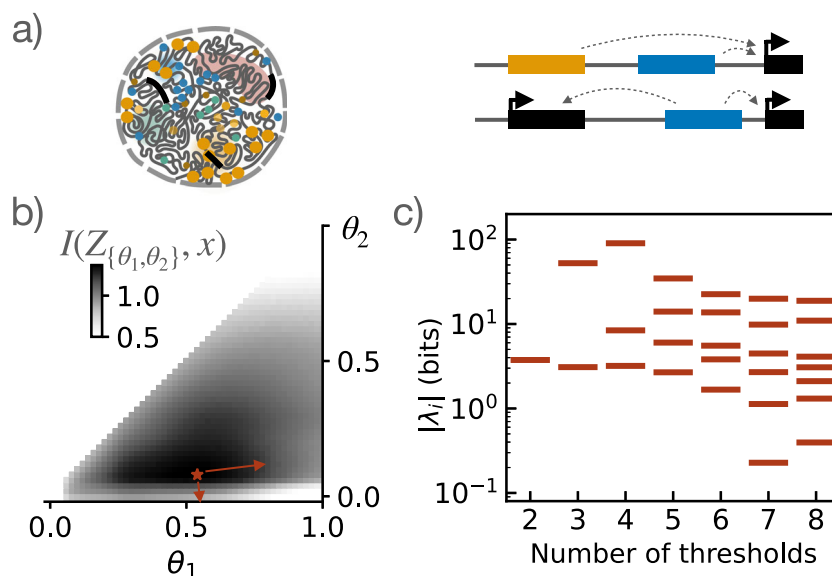 a)
b)
I(Z{θ1,θ2}, x)
1.0
0.5
θ2
0.5
0.0
0.0
0.5
1.0
θ1
c)
10²
10¹
10⁰
10⁻¹
|λi| (bits)
2 3 4 5 6 7 8
Number of thresholds